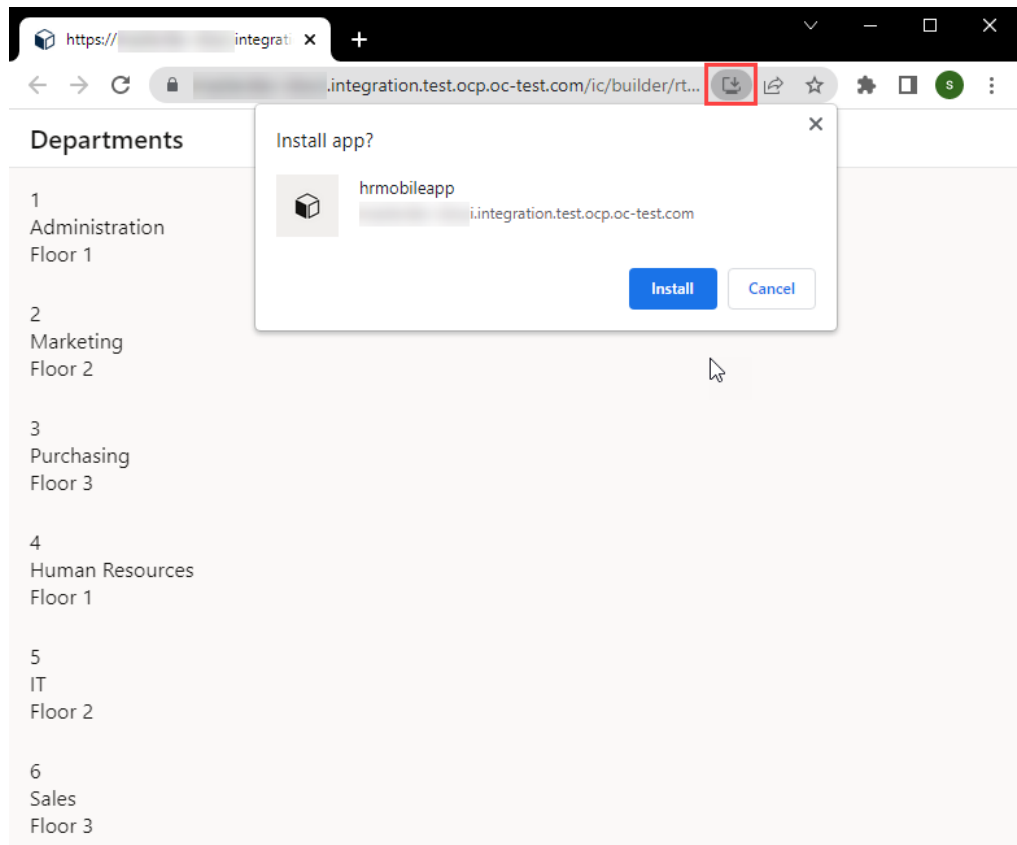 https:// integrati
.integration.test.ocp.oc-test.com/ic/builder/rt...
S
Departments
Install app?
hrmobileapp
i.integration.test.ocp.oc-test.com
Install
Cancel
1
Administration
Floor 1
2
Marketing
Floor 2
3
Purchasing
Floor 3
4
Human Resources
Floor 1
5
IT
Floor 2
6
Sales
Floor 3